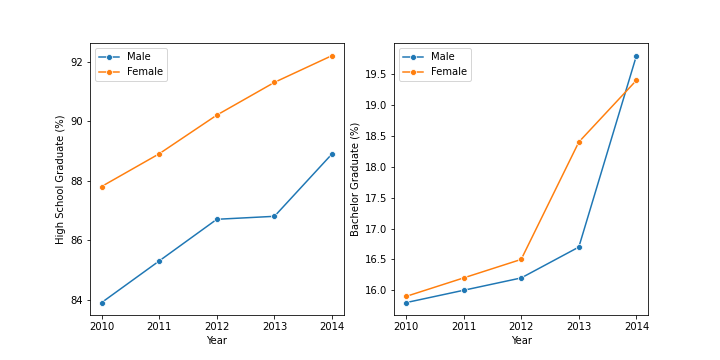 High School Graduate (%)
92
90
88
86
84
Male
Female
2010 2011 2012 2013 2014
Year
Bachelor Graduate (%)
19.5
19.0
18.5
18.0
17.5
17.0
16.5
16.0
Male
Female
2010 2011 2012 2013 2014
Year